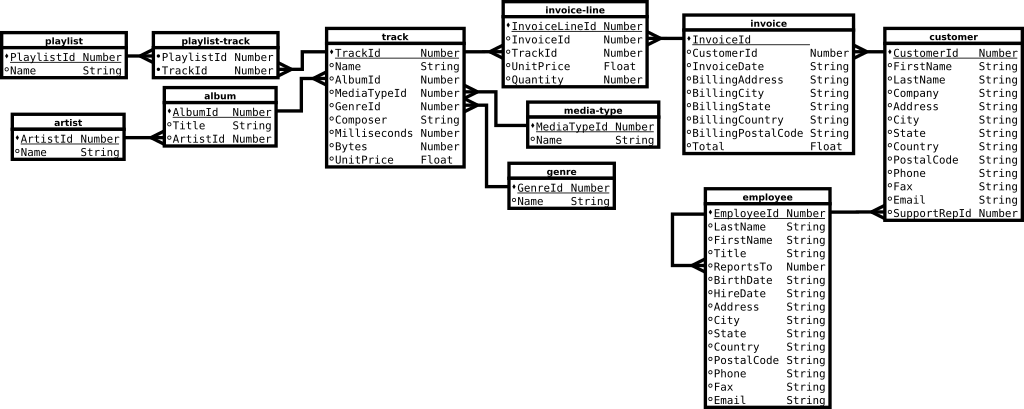 playlist
PlaylistId Number
Name String
playlist-track
PlaylistId Number
TrackId Number
artist
ArtistId Number
Name String
album
AlbumId Number
Title String
ArtistId Number
track
TrackId Number
Name String
AlbumId Number
MediaTypeId Number
GenreId Number
Composer String
Milliseconds Number
Bytes Number
UnitPrice Float
invoice-line
InvoiceLineId Number
InvoiceId Number
TrackId Number
UnitPrice Float
Quantity Number
media-type
MediaTypeId Number
Name String
genre
GenreId Number
Name String
invoice
InvoiceId
CustomerId Number
InvoiceDate String
BillingAddress String
BillingCity String
BillingState String
BillingCountry String
BillingPostalCode String
Total Float
customer
CustomerId Number
FirstName String
LastName String
Company String
Address String
City String
State String
Country String
PostalCode String
Phone String
Fax String
Email String
SupportRepId Number
employee
EmployeeId Number
LastName String
FirstName String
Title String
ReportsTo Number
BirthDate String
HireDate String
Address String
City String
State String
Country String
PostalCode String
Phone String
Fax String
Email String